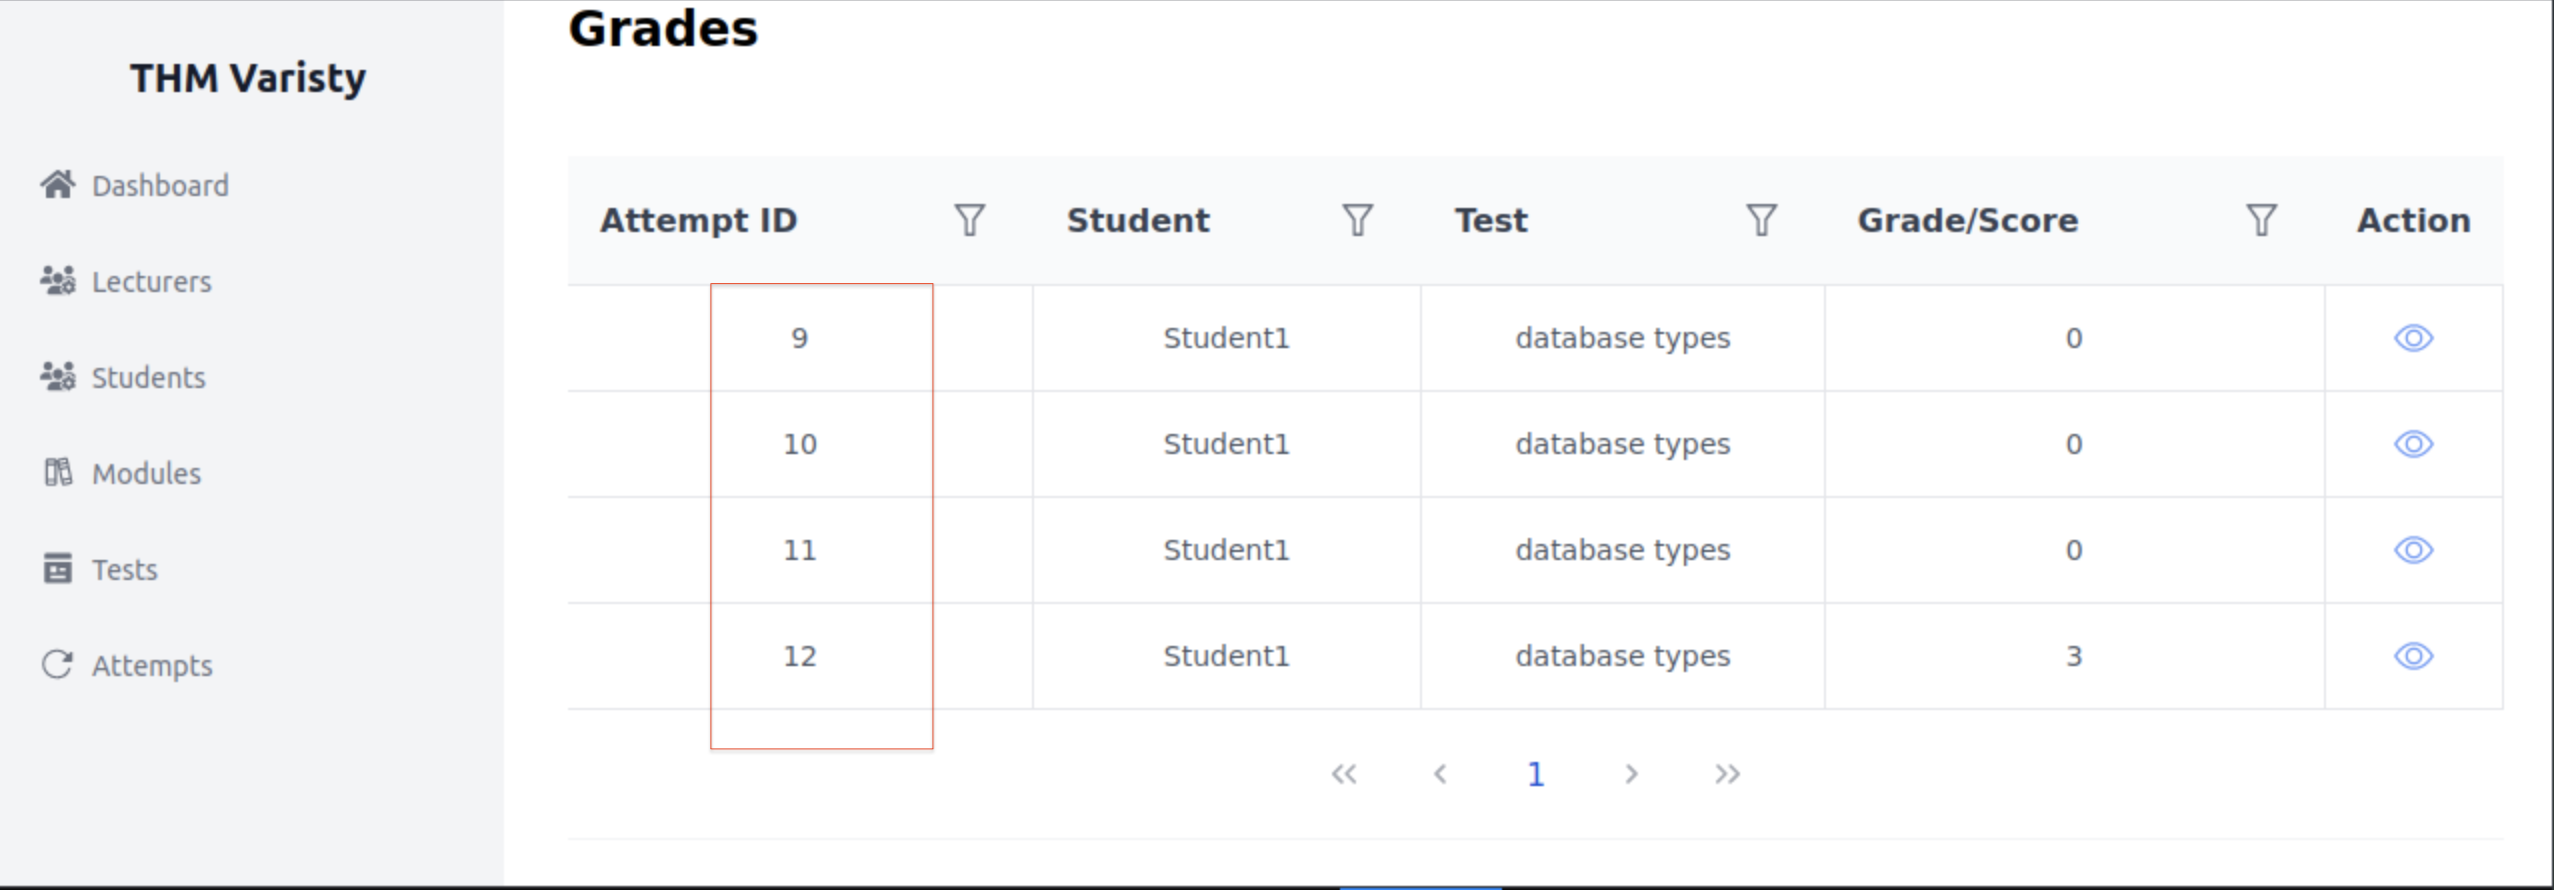 THM Varisty
Dashboard
Lecturers
Students
Modules
Tests
Attempts
Grades
Attempt ID Student Test Grade/Score Action
9 Student1 database types 0
10 Student1 database types 0
11 Student1 database types 0
12 Student1 database types 3
1